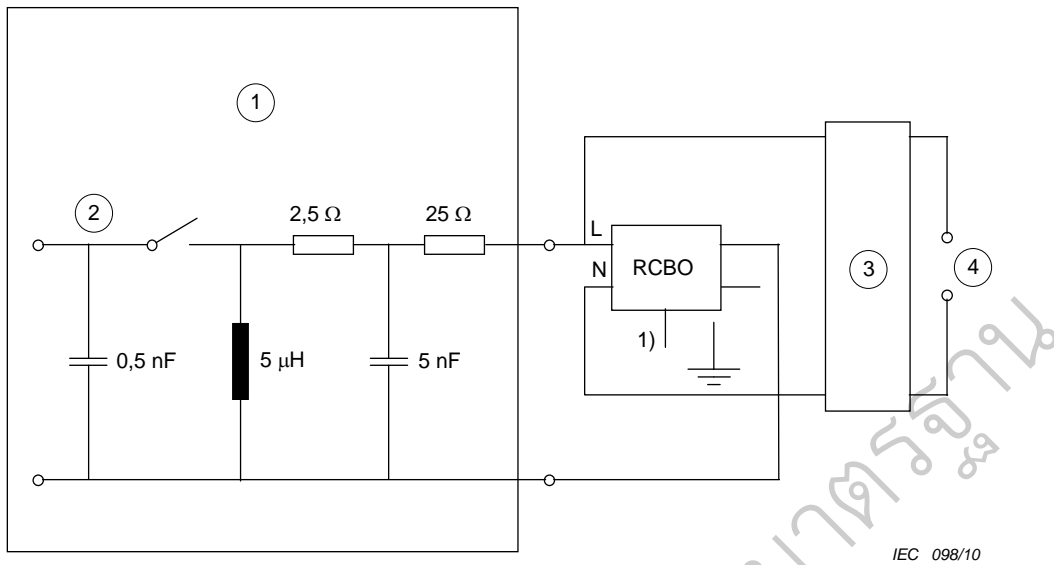 1
2
2,5 Ω
25 Ω
L
N
RCBO
1)
3
4
0,5 nF
5 μH
5 nF
IEC 098/10